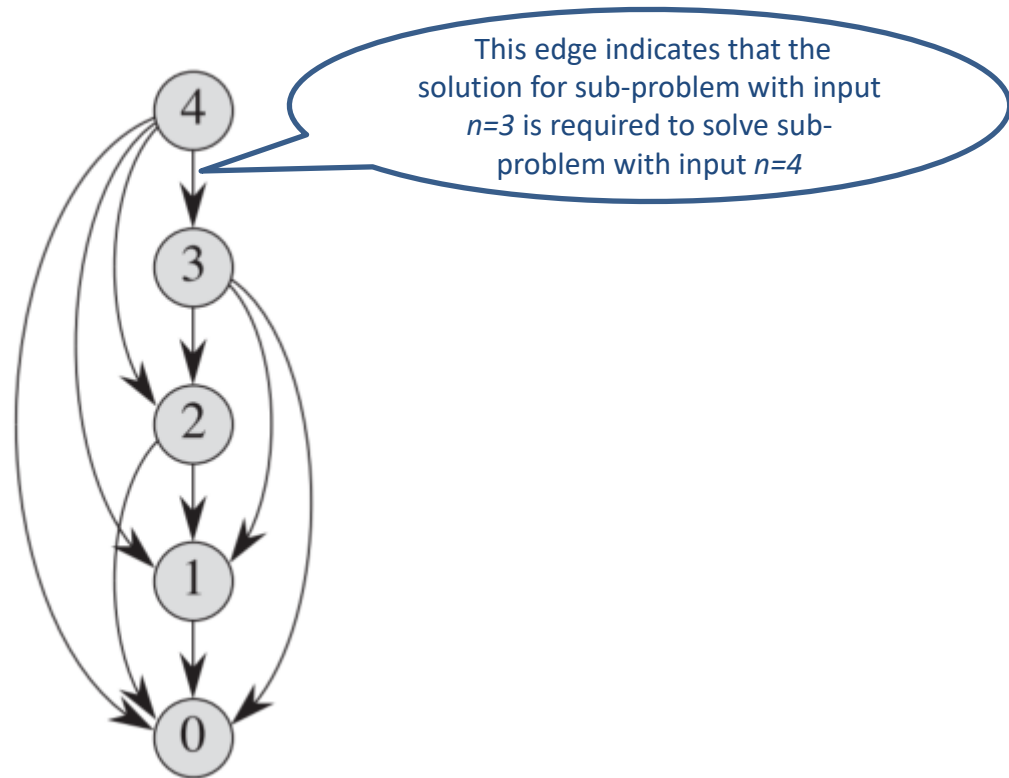 This edge indicates that the
solution for sub-problem with input
n=3 is required to solve sub-
problem with input n=4
4
3
2
1
0